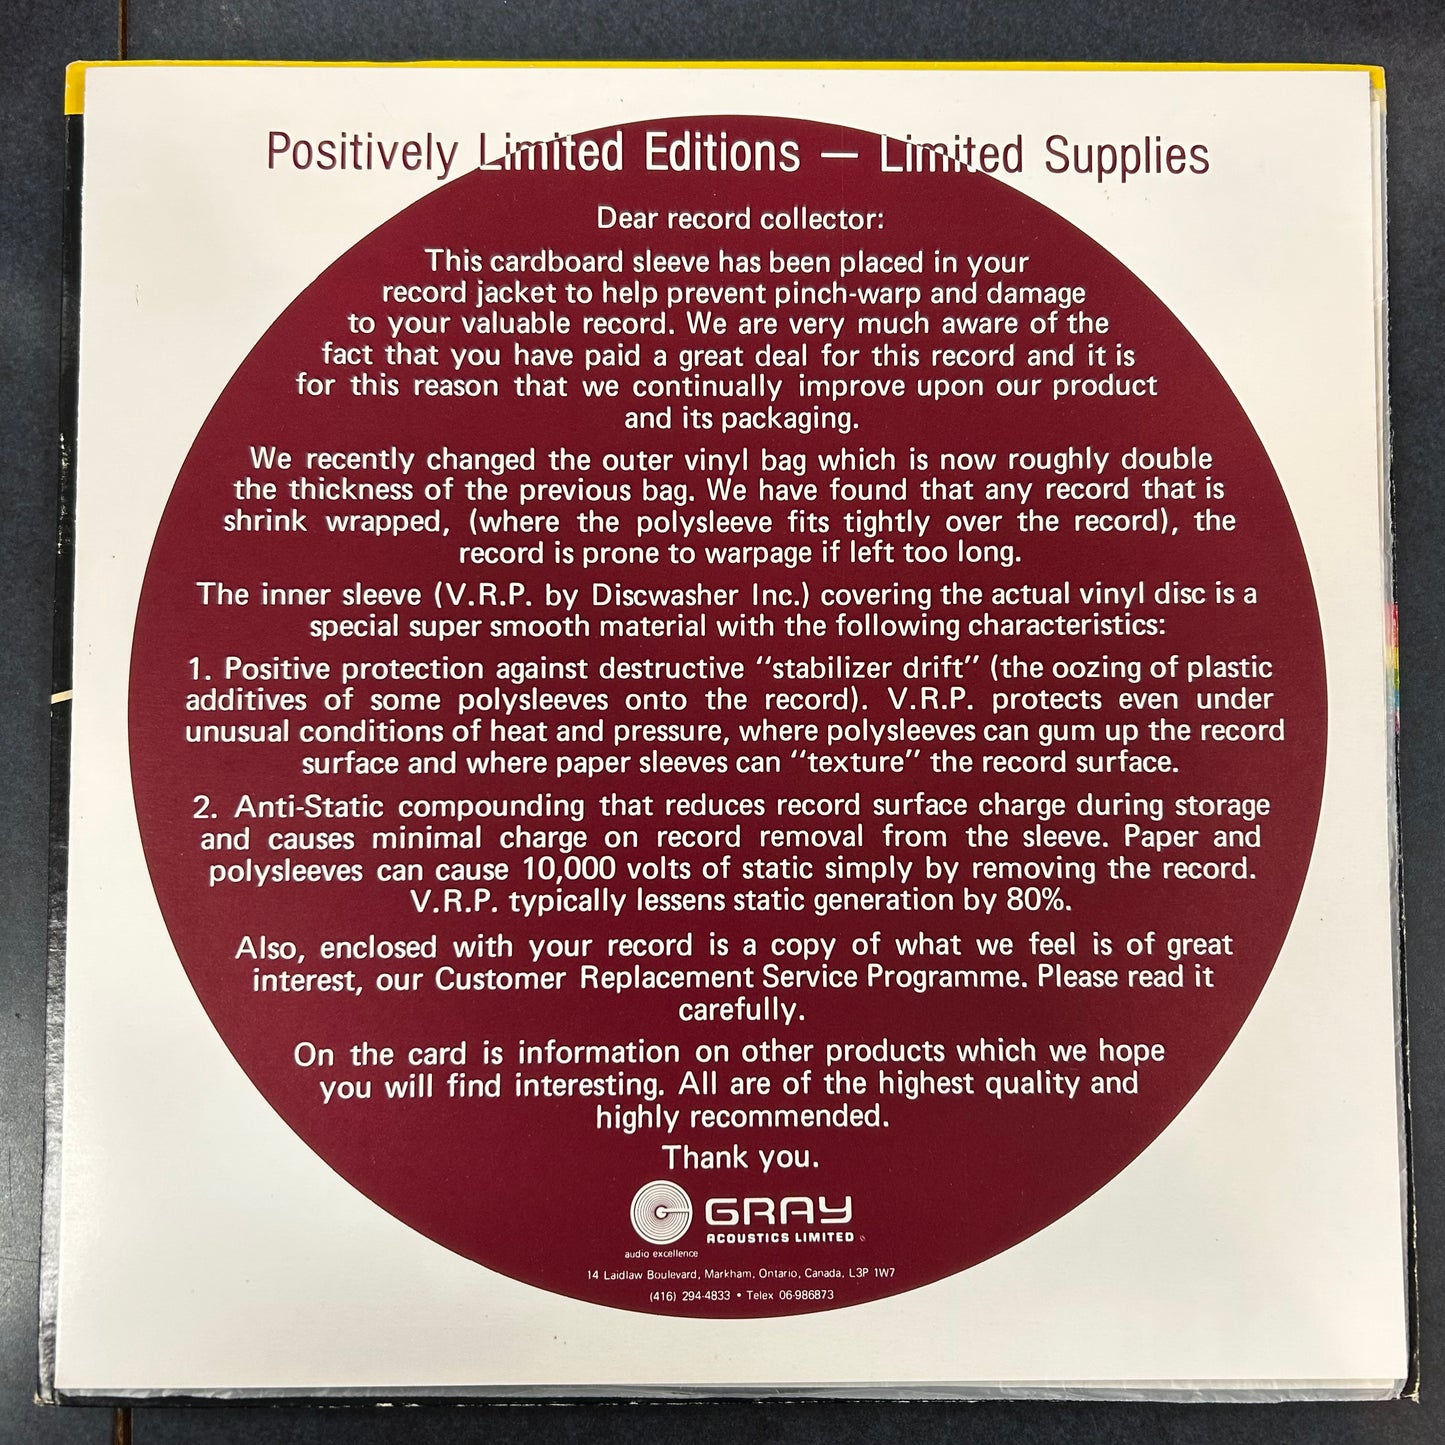 Positively Limited Editions — Limited Supplies
Dear record collector:
This cardboard sleeve has been placed in your
record jacket to help prevent pinch-warp and damage
to your valuable record. We are very much aware of the
fact that you have paid a great deal for this record and it is
for this reason that we continually improve upon our product
and its packaging.
We recently changed the outer vinyl bag which is now roughly double
the thickness of the previous bag. We have found that any record that is
shrink wrapped, (where the polysleeve fits tightly over the record), the
record is prone to warpage if left too long.
The inner sleeve (V.R.P. by Discwasher Inc.) covering the actual vinyl disc is a
special super smooth material with the following characteristics:
1. Positive protection against destructive "stabilizer drift" (the oozing of plastic
additives of some polysleeves onto the record). V.R.P. protects even under
unusual conditions of heat and pressure, where polysleeves can gum up the record
surface and where paper sleeves can "texture" the record surface.
2. Anti-Static compounding that reduces record surface charge during storage
and causes minimal charge on record removal from the sleeve. Paper and
polysleeves can cause 10,000 volts of static simply by removing the record.
V.R.P. typically lessens static generation by 80%.
Also, enclosed with your record is a copy of what we feel is of great
interest, our Customer Replacement Service Programme. Please read it
carefully.
On the card is information on other products which we hope
you will find interesting. All are of the highest quality and
highly recommended.
Thank you.
GRAY
ACOUSTICS LIMITED
audio excellence
14 Laidlaw Boulevard, Markham, Ontario, Canada, L3P 1W7
(416) 294-4833 • Telex 06-986873